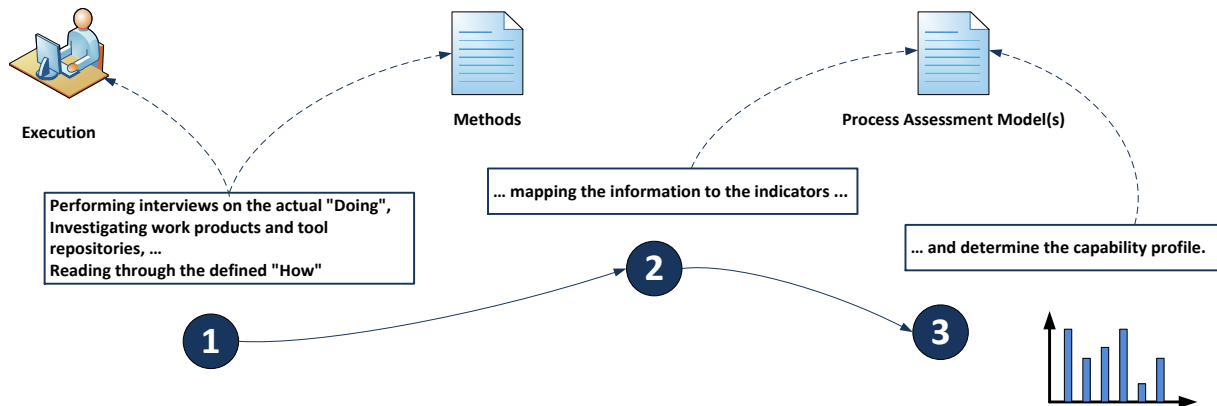 Execution
Methods
Process Assessment Model(s)
Performing interviews on the actual "Doing",
Investigating work products and tool
repositories, ...
Reading through the defined "How"
... mapping the information to the indicators ...
... and determine the capability profile.
1
2
3